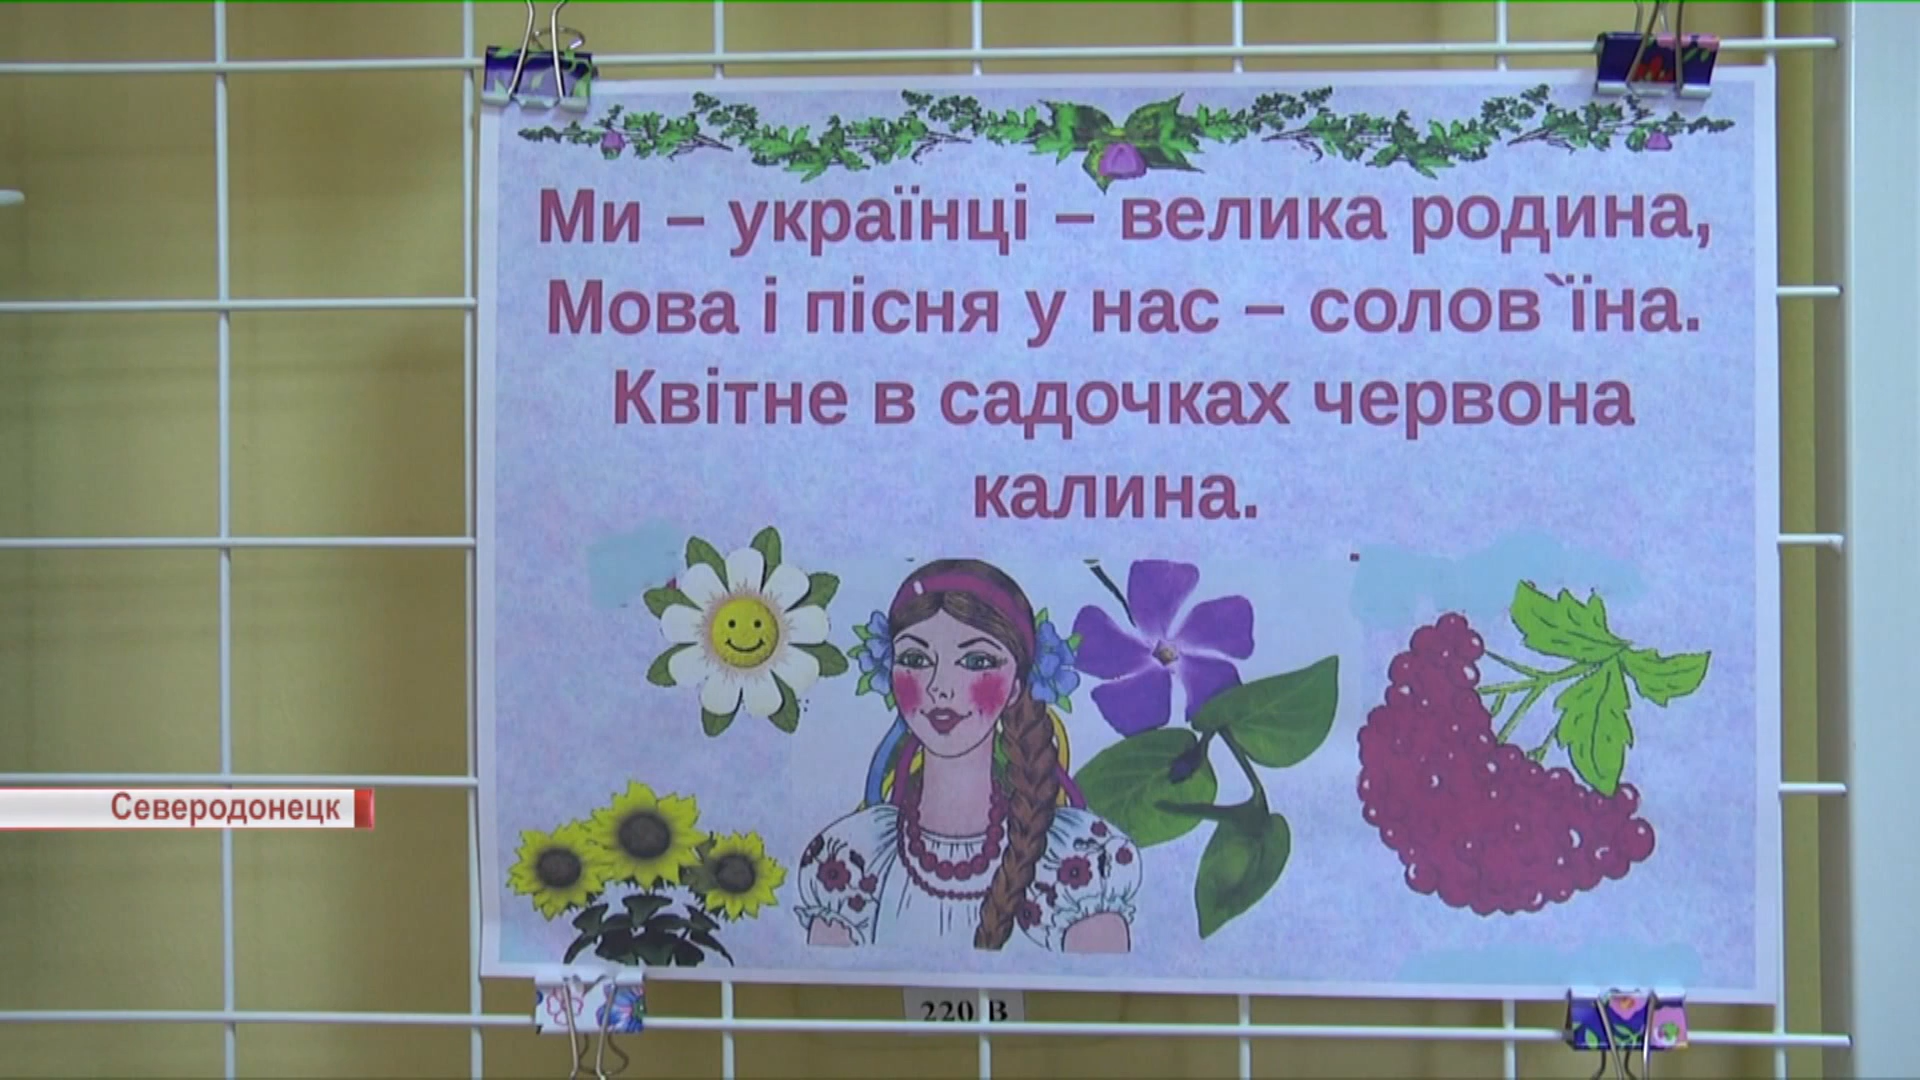 Ми – українці – велика родина,
Мова і пісня у нас – солов`їна.
Квітне в садочках червона
калина.
Северодонецк
220 В